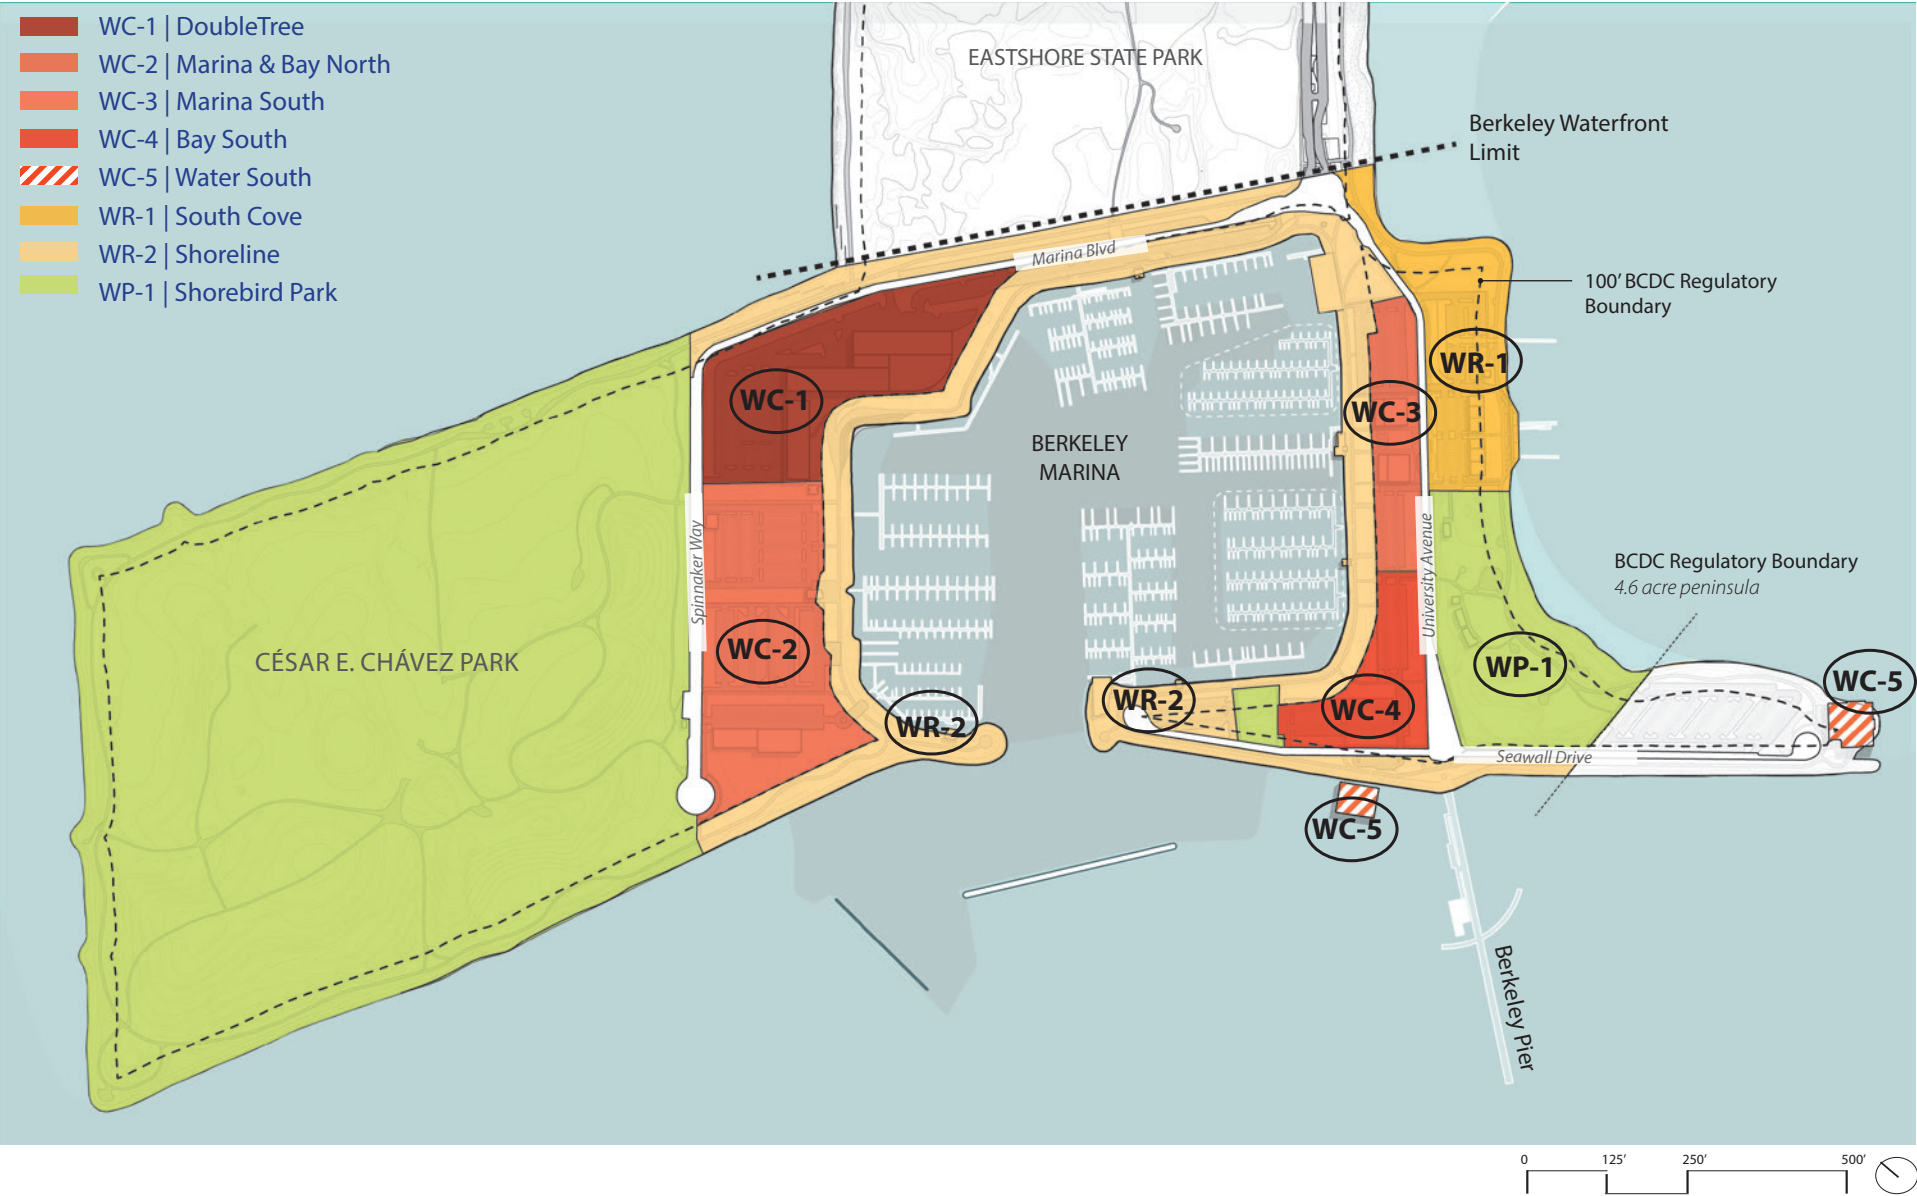 WC-1 | DoubleTree
WC-2 | Marina & Bay North
WC-3 | Marina South
WC-4 | Bay South
WC-5 | Water South
WR-1 | South Cove
WR-2 | Shoreline
WP-1 | Shorebird Park
EASTSHORE STATE PARK
Berkeley Waterfront
Limit
Marina Blvd
100’ BCDC Regulatory
Boundary
WR-1
WC-1
WC-3
BERKELEY
MARINA
Spinnaker Way
University Avenue
BCDC Regulatory Boundary
4.6 acre peninsula
CÉSAR E. CHÁVEZ PARK
WC-2
WP-1
WC-5
WR-2
WR-2
WC-4
Seawall Drive
WC-5
Berkeley Pier
0 125’ 250’ 500’